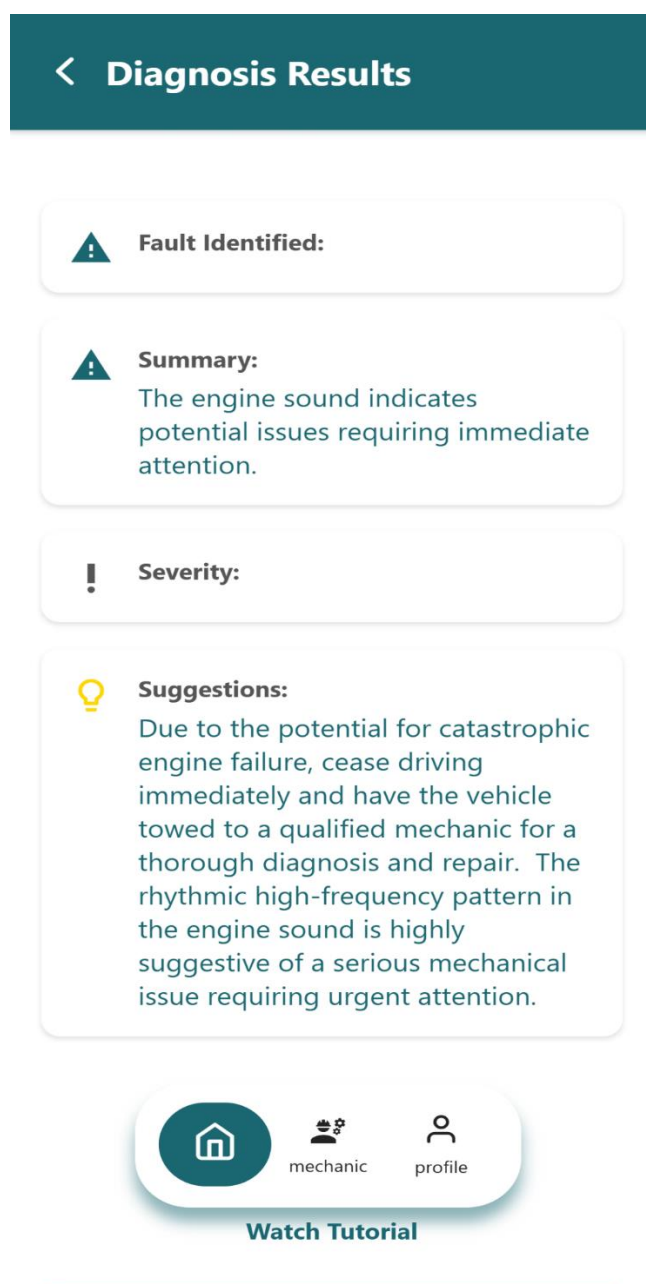 Diagnosis Results
Fault Identified:
Summary:
The engine sound indicates
potential issues requiring immediate
attention.
Severity:
Suggestions:
Due to the potential for catastrophic
engine failure, cease driving
immediately and have the vehicle
towed to a qualified mechanic for a
thorough diagnosis and repair.  The
rhythmic high-frequency pattern in
the engine sound is highly
suggestive of a serious mechanical
issue requiring urgent attention.
mechanic
profile
Watch Tutorial